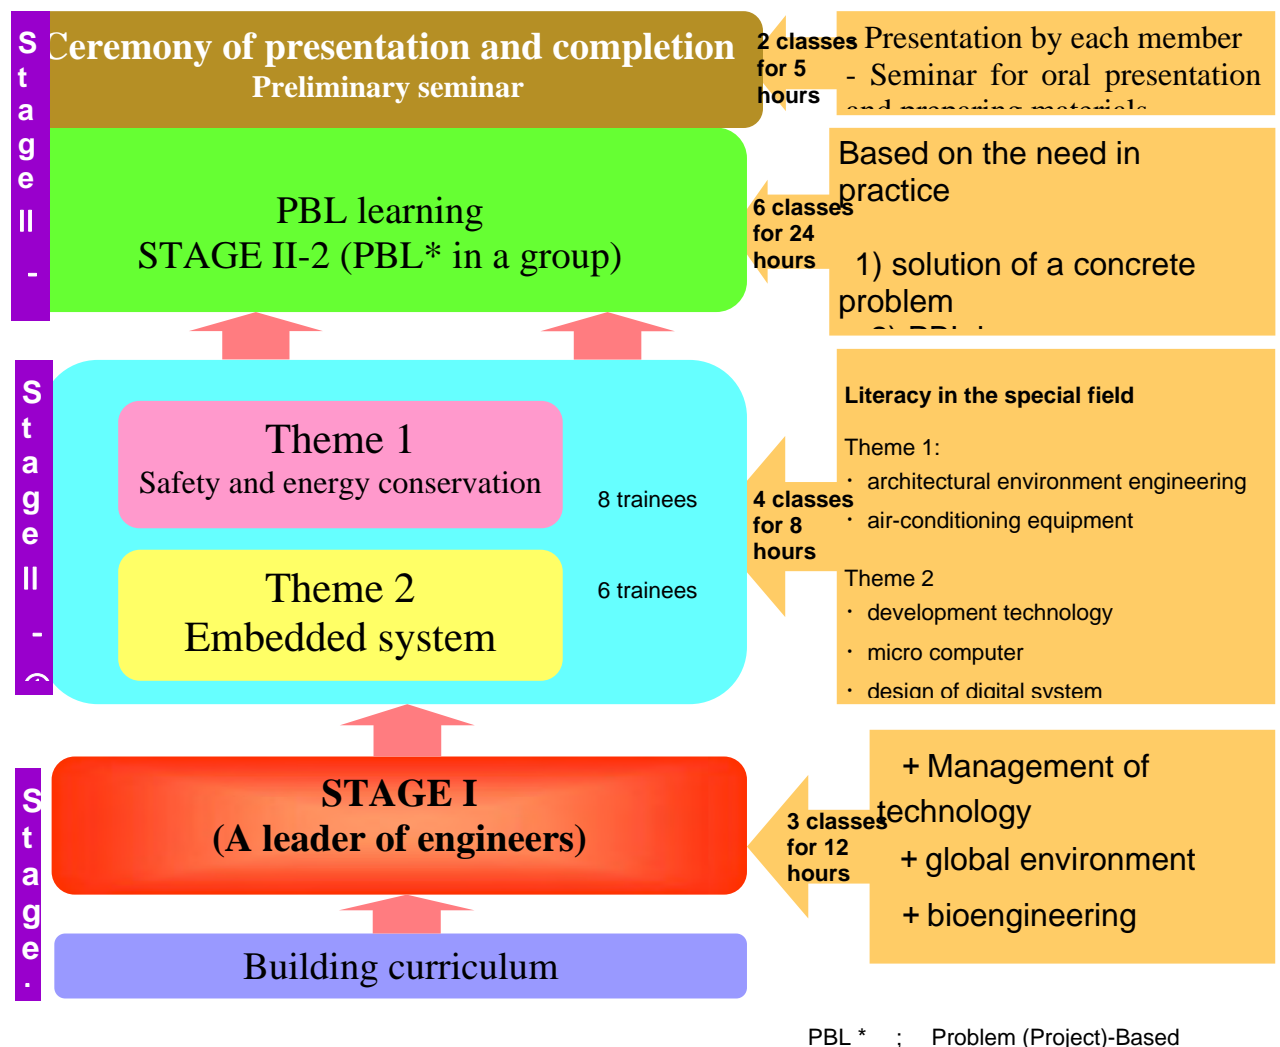 Stage II -
Ceremony of presentation and completion
Preliminary seminar
2 classes
for 5
hours
- Presentation by each member
- Seminar for oral presentation
and preparing materials
PBL learning
STAGE II-2 (PBL* in a group)
6 classes
for 24
hours
Based on the need in
practice
1) solution of a concrete
problem
Stage II -
Theme 1
Safety and energy conservation
8 trainees
Theme 2
Embedded system
6 trainees
4 classes
for 8
hours
Literacy in the special field
Theme 1:
・ architectural environment engineering
・ air-conditioning equipment
Theme 2
・ development technology
・ micro computer
・ design of digital system
Stage
STAGE I
(A leader of engineers)
3 classes
for 12
hours
+ Management of
technology
+ global environment
+ bioengineering
Building curriculum
PBL * ; Problem (Project)-Based